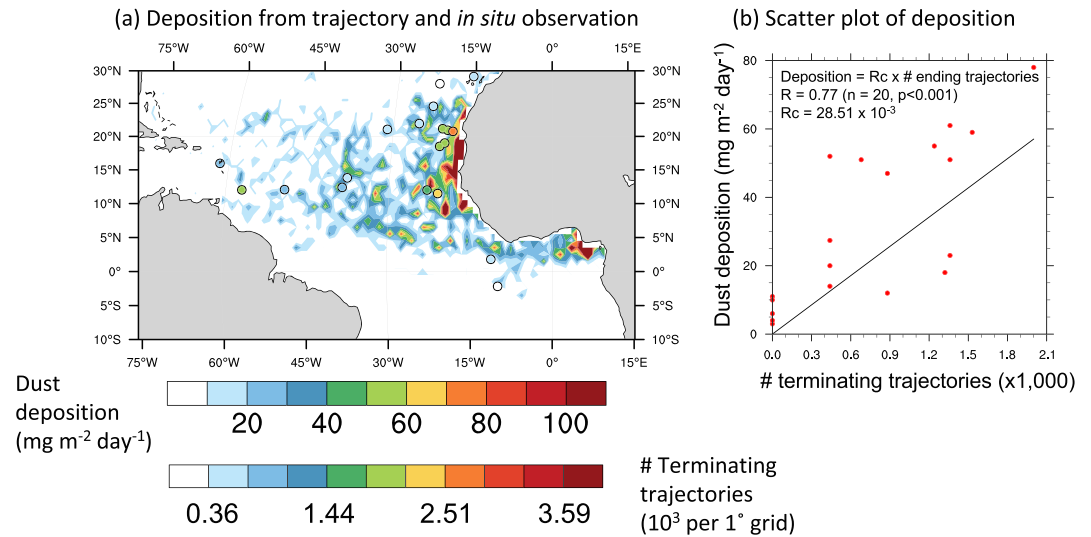 (a) Deposition from trajectory and in situ observation
75°W 60°W 45°W 30°W 15°W 0° 15°E
30°N 30°N
25°N 25°N
20°N 20°N
15°N 15°N
10°N 10°N
5°N 5°N
0° 0°
5°S 5°S
10°S 10°S
75°W 60°W 45°W 30°W 15°W 0° 15°E
Dust
deposition
(mg m-2 day-1)
20 40 60 80 100
0.36 1.44 2.51 3.59
# Terminating
trajectories
(10³ per 1˚ grid)
(b) Scatter plot of deposition
Dust deposition (mg m-2 day-1)
80
60
40
20
0
Deposition = Rc x # ending trajectories
R = 0.77 (n = 20, p<0.001)
Rc = 28.51 x 10-3
0.0 0.3 0.6 0.9 1.2 1.5 1.8 2.1
# terminating trajectories (x1,000)